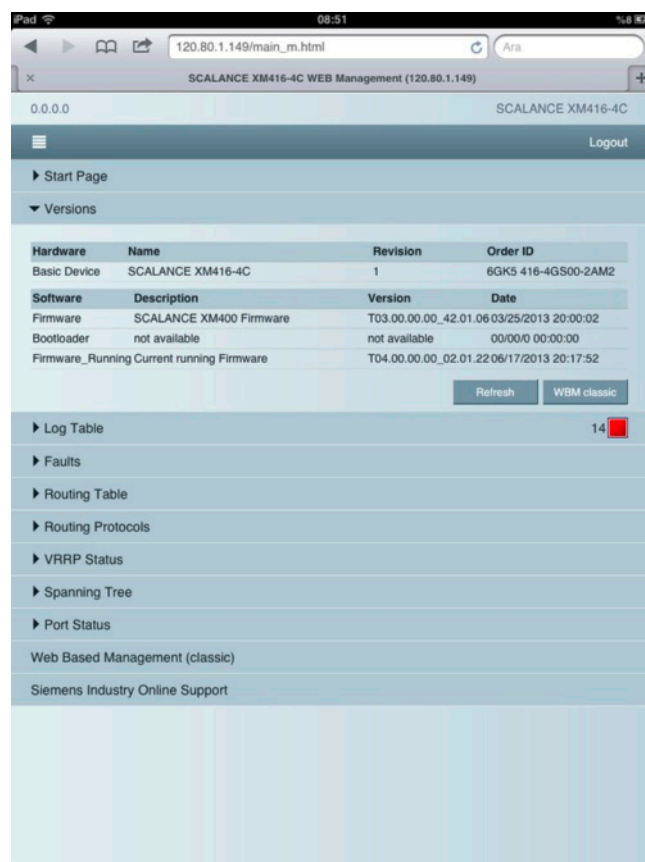 iPad 08:51 %8
120.80.1.149/main_m.html Ara
SCALANCE XM416-4C WEB Management (120.80.1.149)
0.0.0.0 SCALANCE XM416-4C
Logout
Start Page
Versions
Hardware Name Revision Order ID
Basic Device SCALANCE XM416-4C 1 6GK5 416-4GS00-2AM2
Software Description Version Date
Firmware SCALANCE XM400 Firmware T03.00.00.00_42.01.06 03/25/2013 20:00:02
Bootloader not available not available 00/00/0 00:00:00
Firmware_Running Current running Firmware T04.00.00.00_02.01.22 06/17/2013 20:17:52
Refresh WBM classic
Log Table 14
Faults
Routing Table
Routing Protocols
VRRP Status
Spanning Tree
Port Status
Web Based Management (classic)
Siemens Industry Online Support